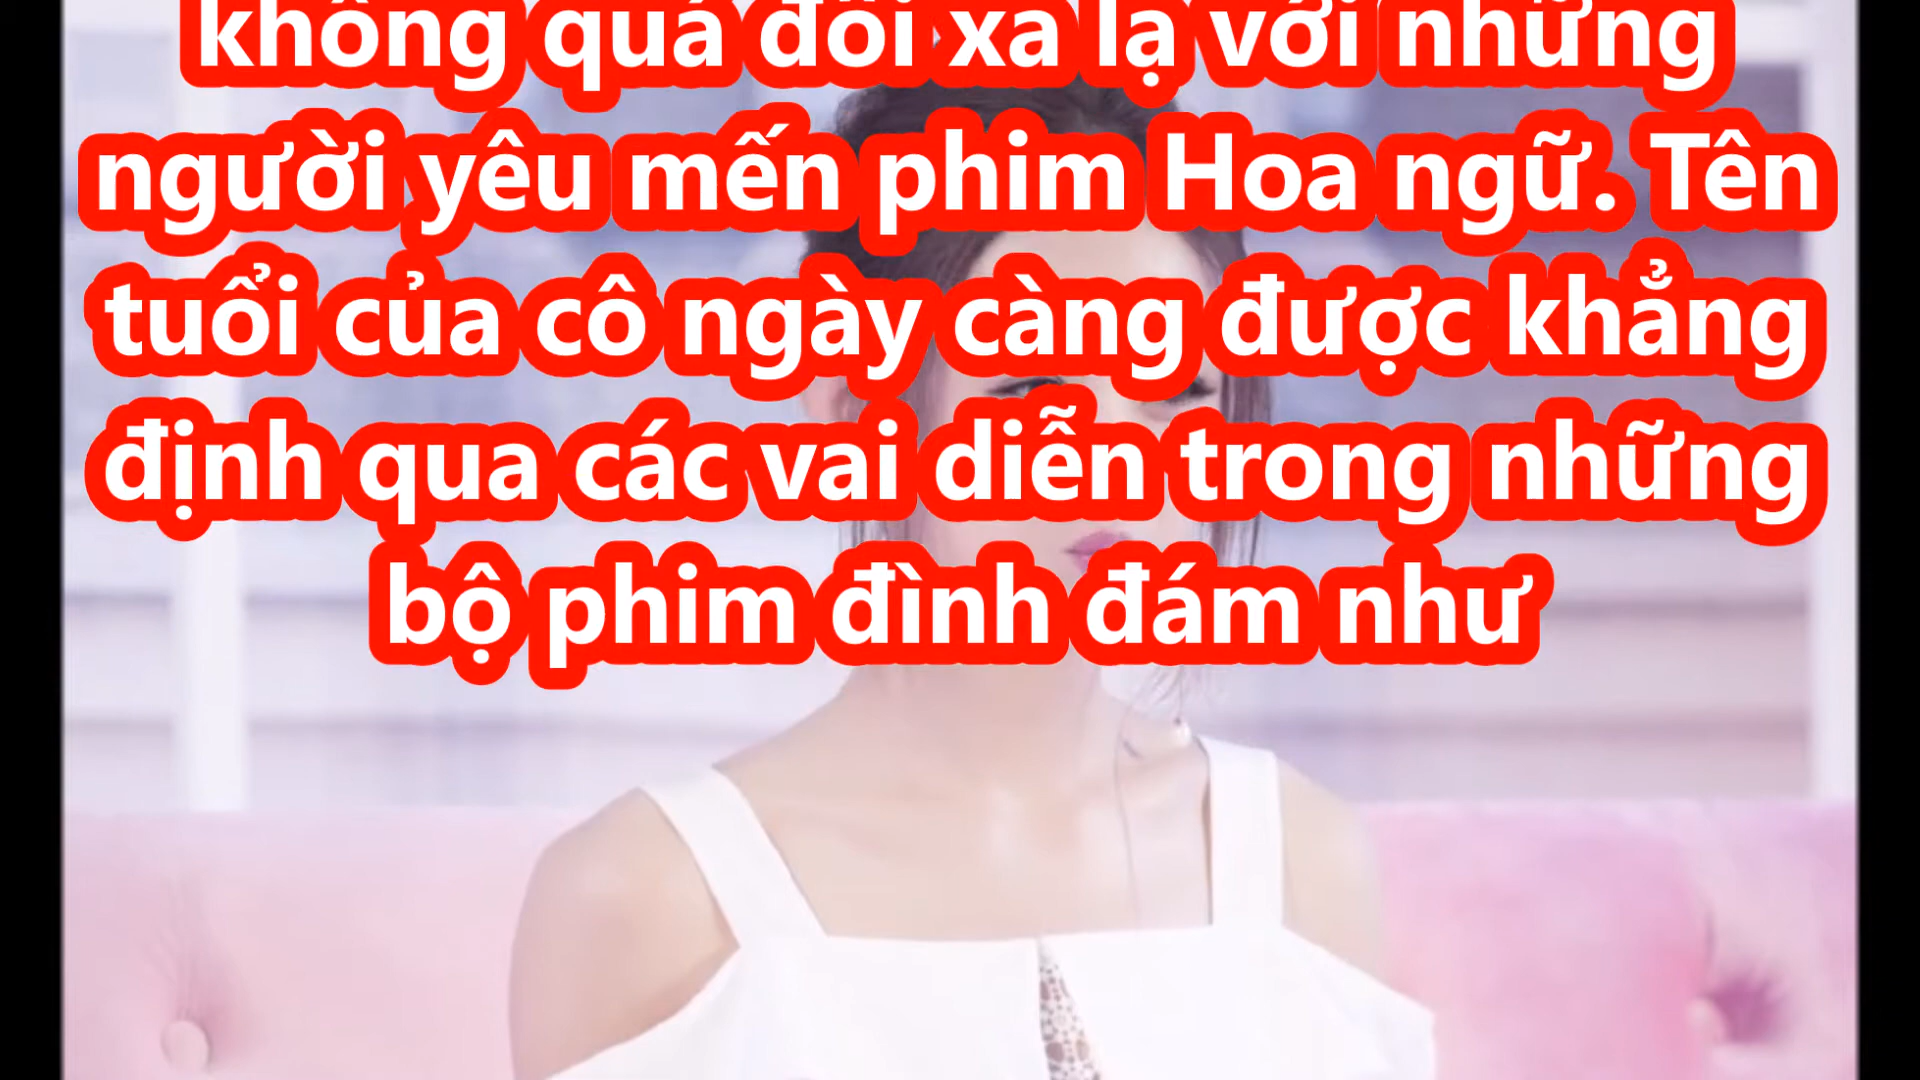 không quá đỗi xa lạ với những
người yêu mến phim Hoa ngữ. Tên
tuổi của cô ngày càng được khẳng
định qua các vai diễn trong những
bộ phim đình đám như